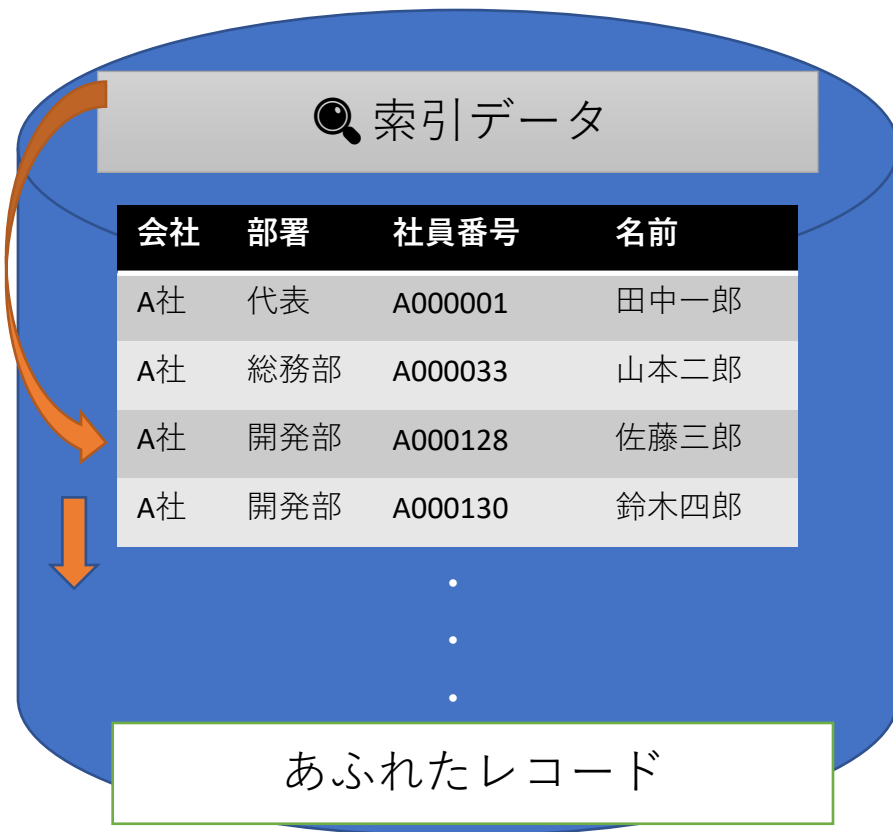 索引データ
会社 部署 社員番号 名前
A社 代表 A000001 田中一郎
A社 総務部 A000033 山本二郎
A社 開発部 A000128 佐藤三郎
A社 開発部 A000130 鈴木四郎
・
・
・
あふれたレコード